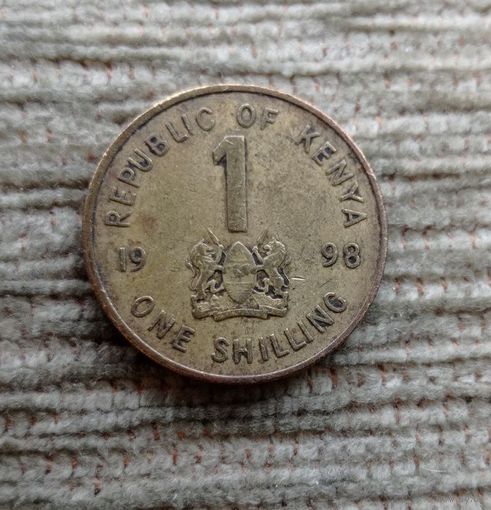 REPUBLIC OF KENYA
1
19 98
ONE SHILLING